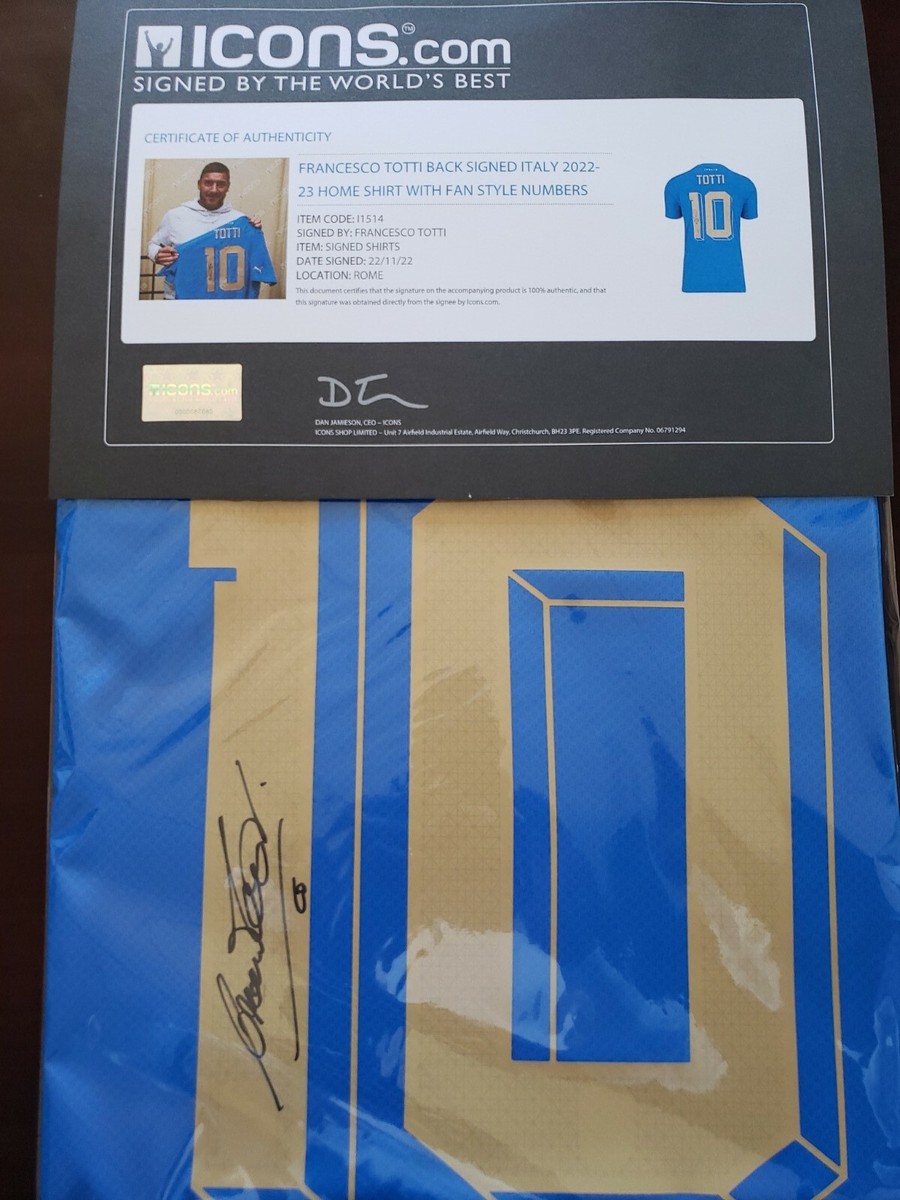 ICONS.com™
SIGNED BY THE WORLD'S BEST
CERTIFICATE OF AUTHENTICITY
FRANCESCO TOTTI BACK SIGNED ITALY 2022-
23 HOME SHIRT WITH FAN STYLE NUMBERS
ITEM CODE: I1514
SIGNED BY: FRANCESCO TOTTI
ITEM: SIGNED SHIRTS
DATE SIGNED: 22/11/22
LOCATION: ROME
This document certifies that the signature on the accompanying product is 100% authentic, and that
this signature was obtained directly from the signee by Icons.com.
TOTTI
10
TOTTI
10
ICONS.com
DAN JAMIESON, CEO – ICONS
ICONS SHOP LIMITED – Unit 7 Airfield Industrial Estate, Airfield Way, Christchurch, BH23 3PE. Registered Company No. 06791294
10